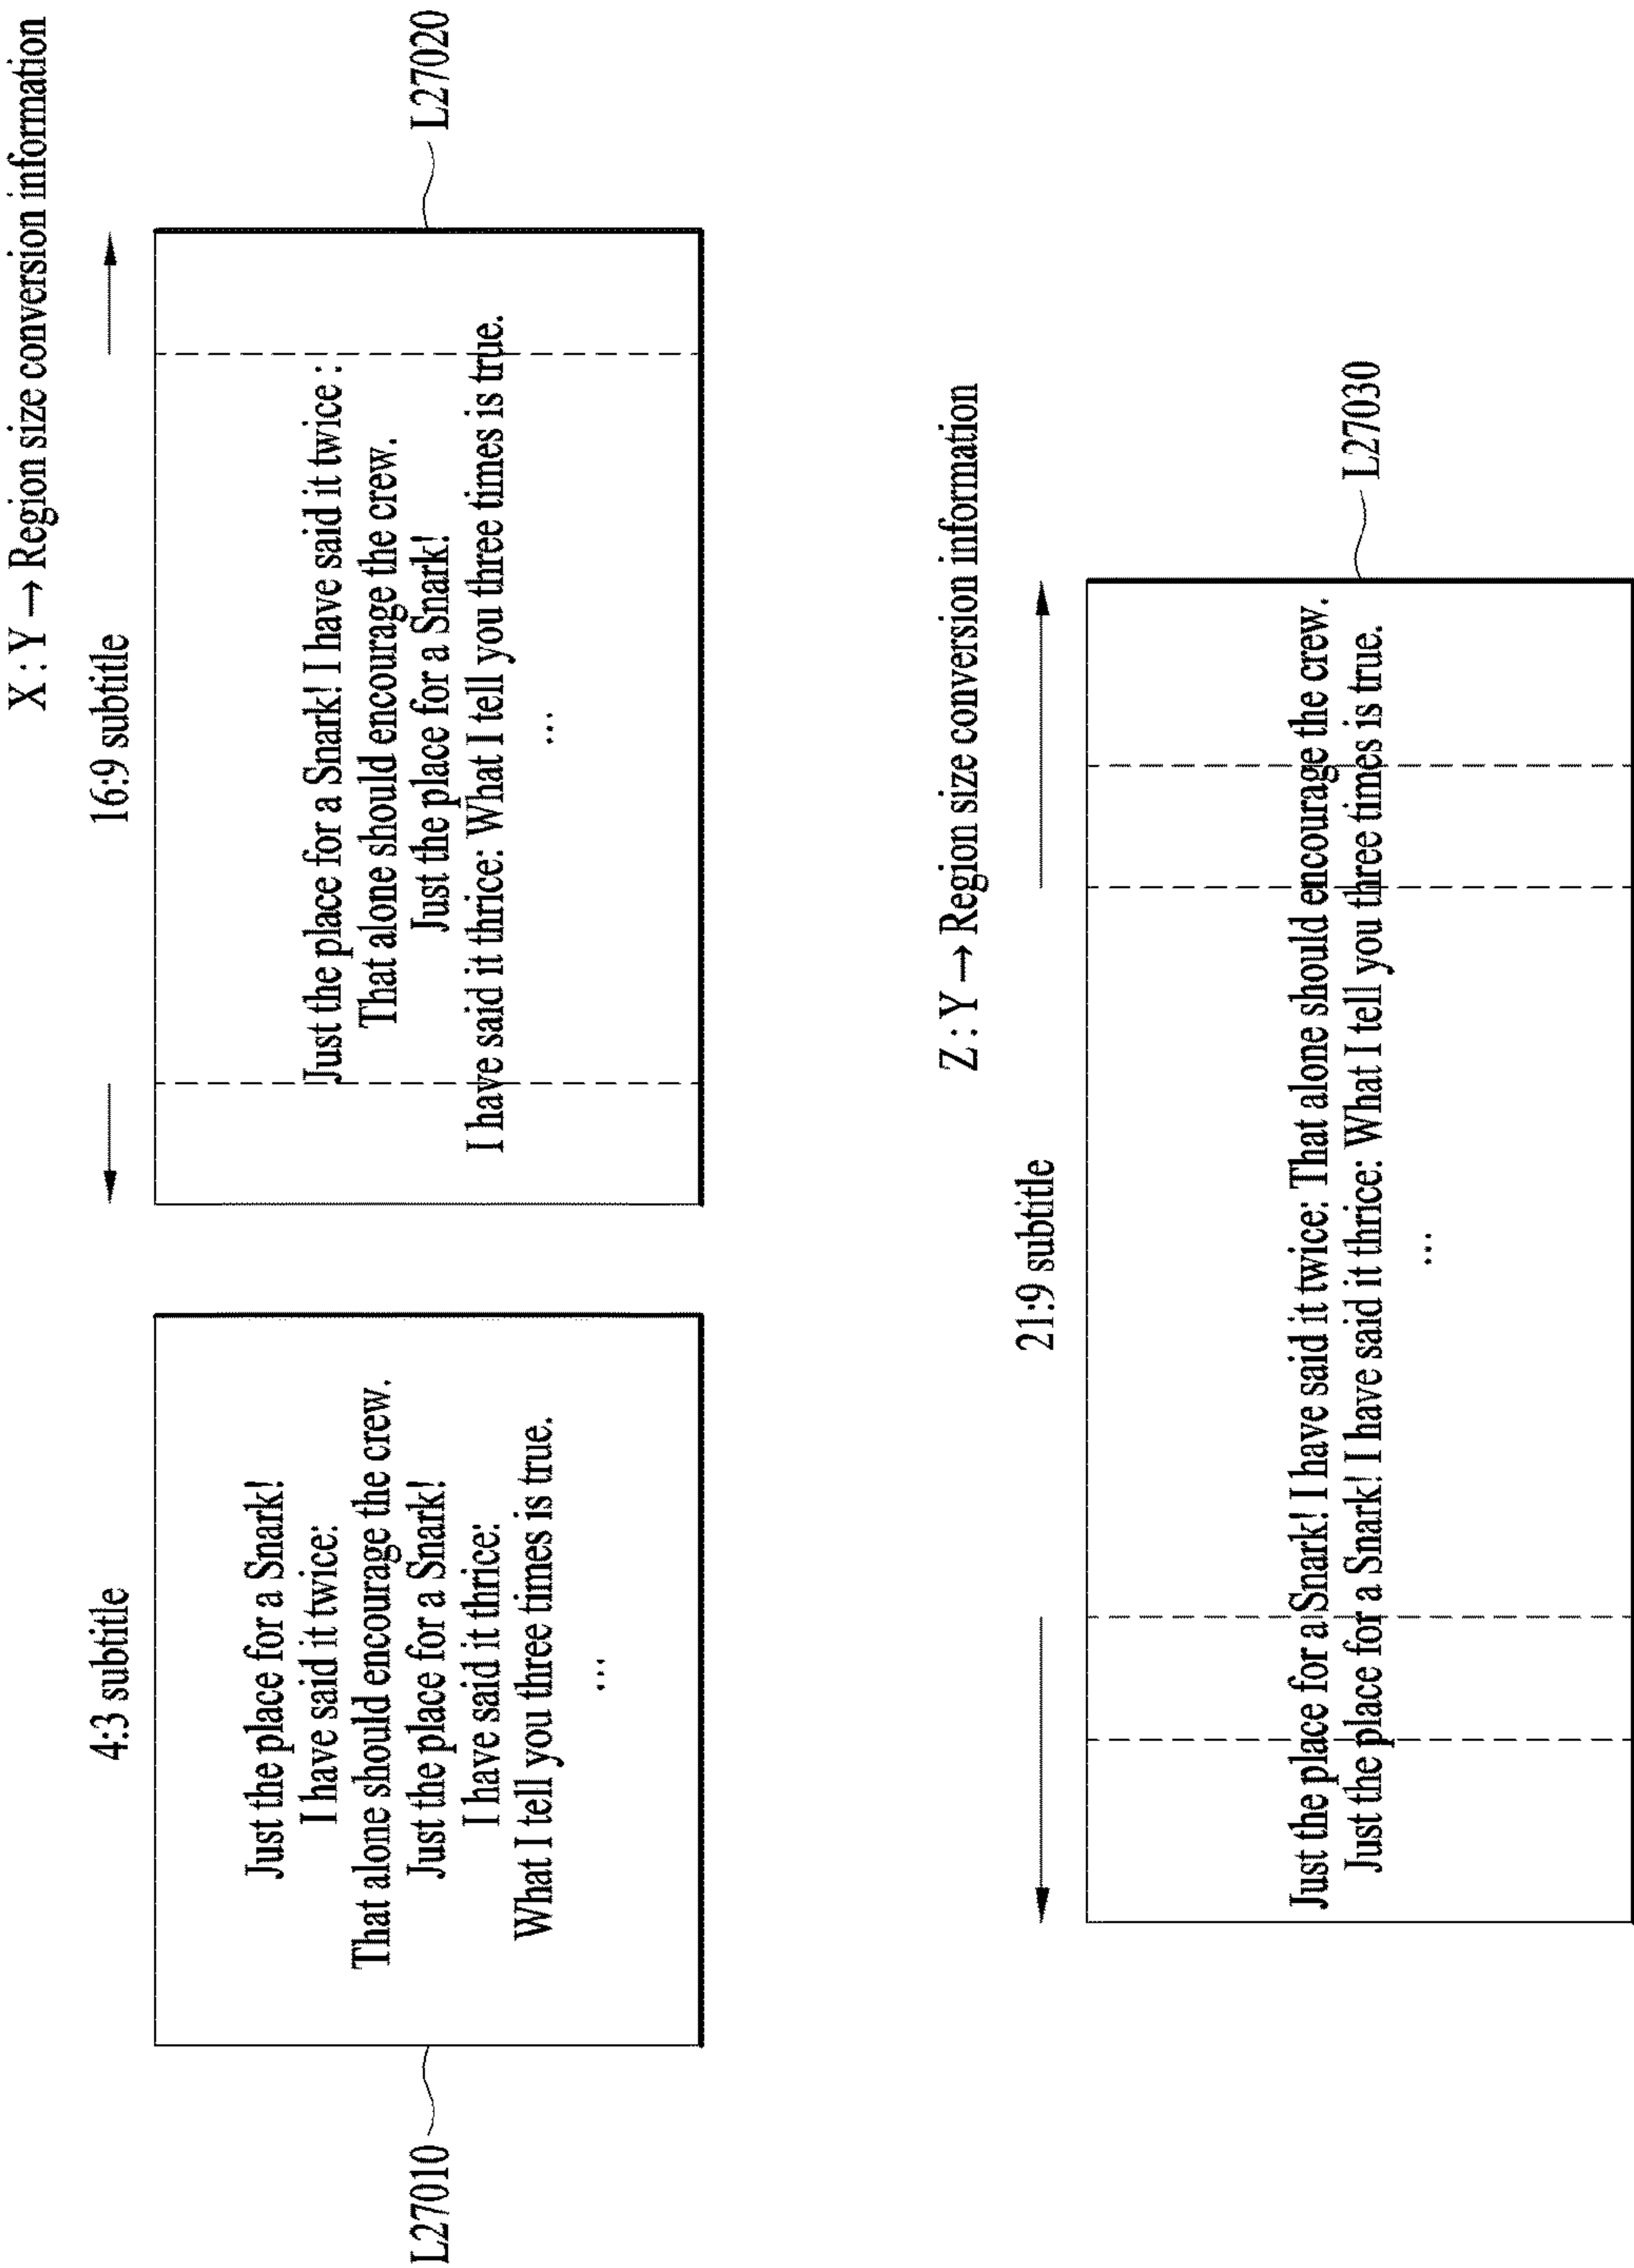 4:3 subtitle
Just the place for a Snark!
I have said it twice:
That alone should encourage the crew.
Just the place for a Snark!
I have said it thrice:
What I tell you three times is true.
...
L27010
X : Y → Region size conversion information
16:9 subtitle
Just the place for a Snark! I have said it twice :
That alone should encourage the crew.
Just the place for a Snark!
I have said it thrice: What I tell you three times is true.
...
L27020
Z : Y → Region size conversion information
21:9 subtitle
Just the place for a Snark! I have said it twice: That alone should encourage the crew.
Just the place for a Snark! I have said it thrice: What I tell you three times is true.
...
L27030